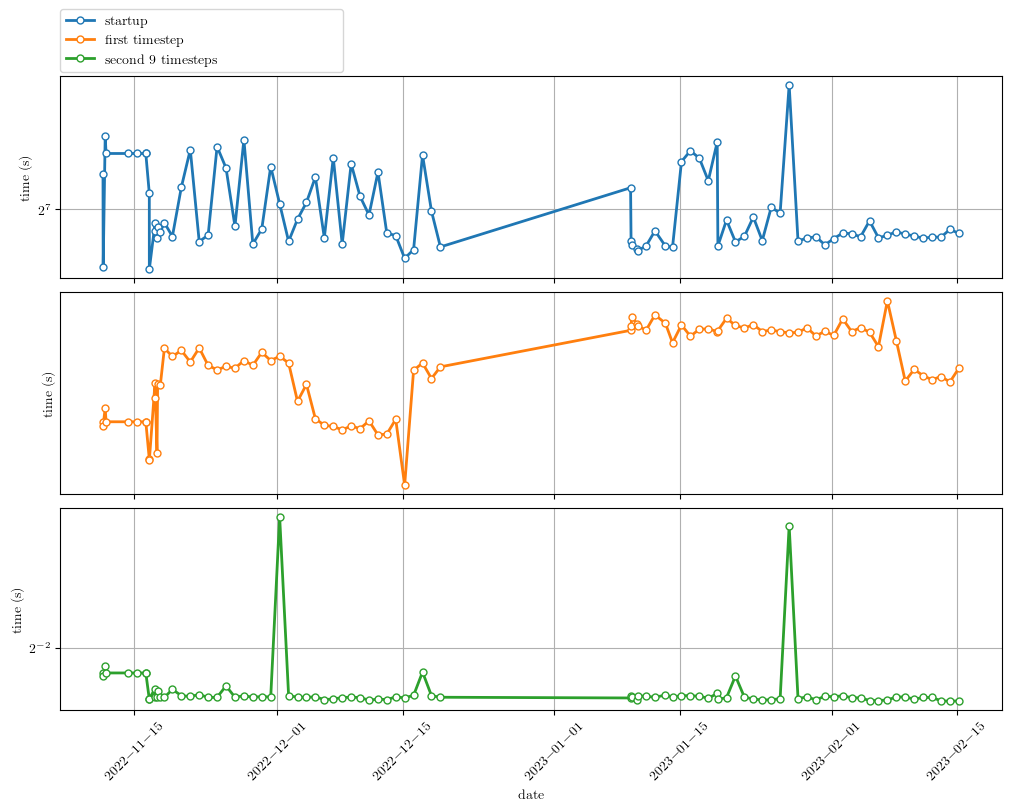 startup
first timestep
second 9 timesteps
time (s)
2^7
time (s)
time (s)
2^−2
2022−11−15
2022−12−01
2022−12−15
2023−01−01
2023−01−15
2023−02−01
2023−02−15
date